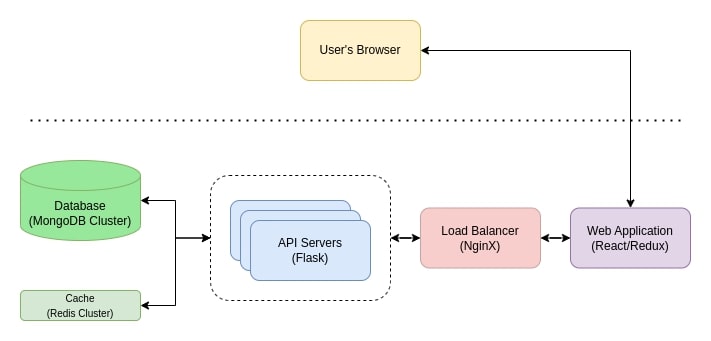 User's Browser
Database
(MongoDB Cluster)
API Servers
(Flask)
Load Balancer
(NginX)
Web Application
(React/Redux)
Cache
(Redis Cluster)